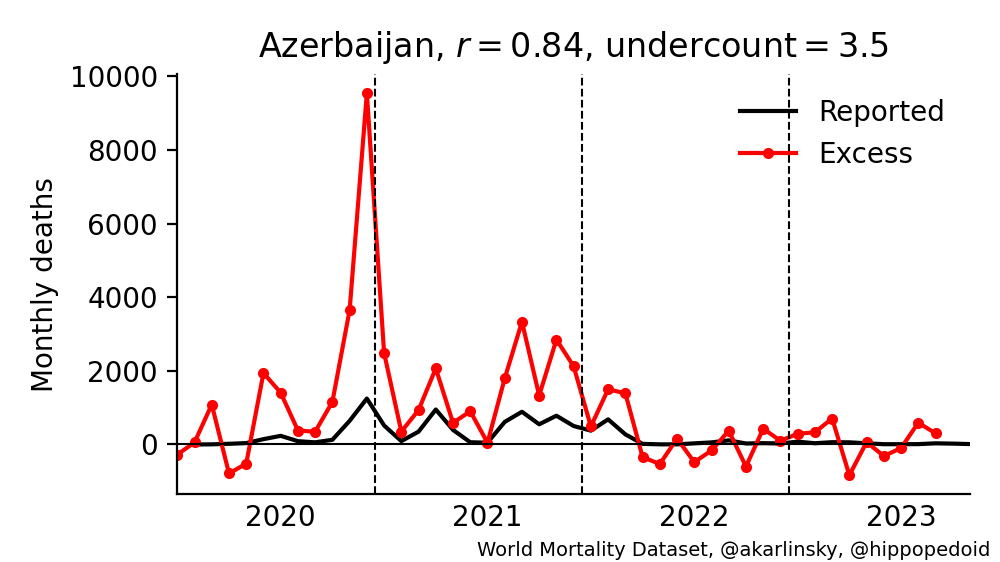 Azerbaijan, r = 0.84, undercount = 3.5
10000
8000
6000
4000
2000
0
Monthly deaths
Reported
Excess
2020 2021 2022 2023
World Mortality Dataset, @akarlinsky, @hippopedoid